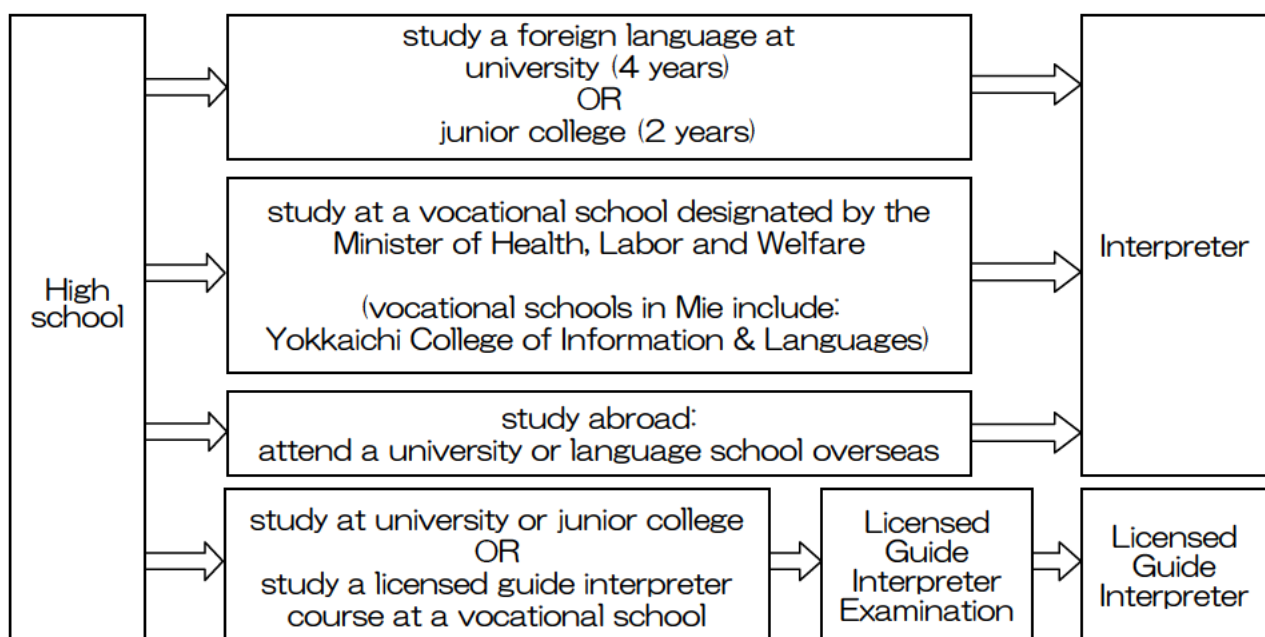 High
school
study a foreign language at
university (4 years)
OR
junior college (2 years)
study at a vocational school designated by the
Minister of Health, Labor and Welfare
(vocational schools in Mie include:
Yokkaichi College of Information & Languages)
study abroad:
attend a university or language school overseas
Interpreter
study at university or junior college
OR
study a licensed guide interpreter
course at a vocational school
Licensed
Guide
Interpreter
Examination
Licensed
Guide
Interpreter